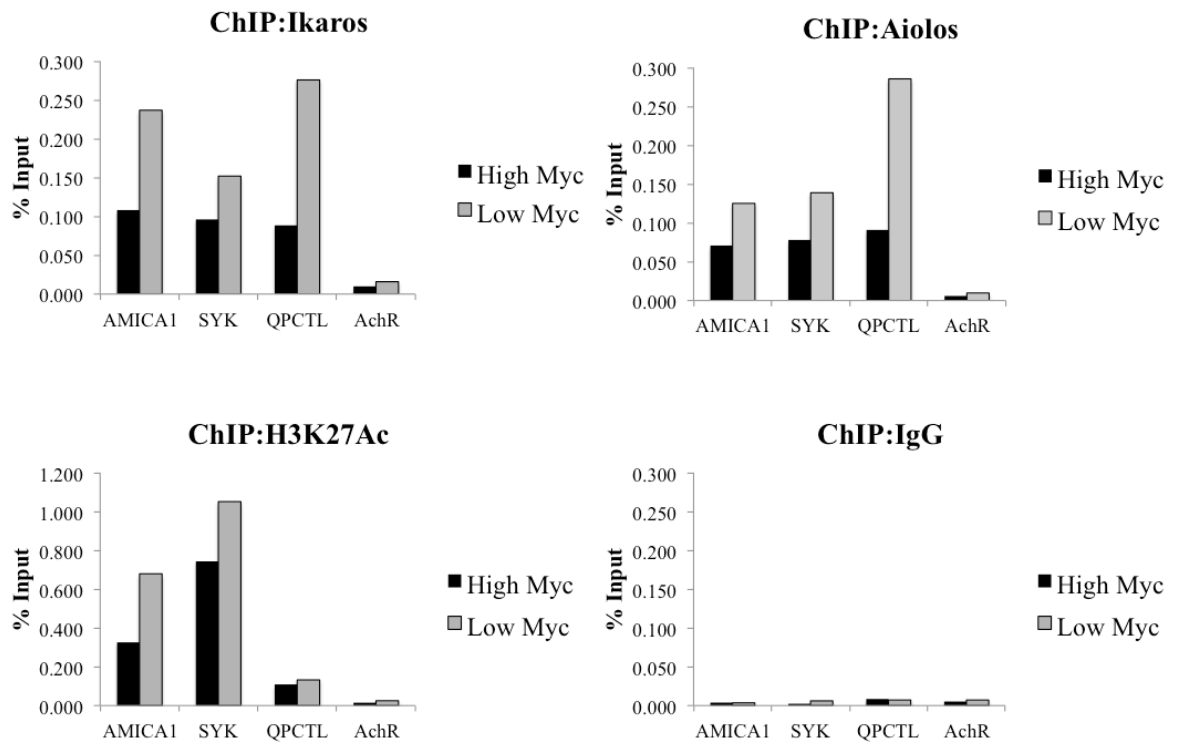 ChIP:Ikaros
0.300
0.250
0.200
0.150
0.100
0.050
0.000
% Input
AMICA1 SYK QPCTL AchR
High Myc
Low Myc
ChIP:Aiolos
0.300
0.250
0.200
0.150
0.100
0.050
0.000
% Input
AMICA1 SYK QPCTL AchR
High Myc
Low Myc
ChIP:H3K27Ac
1.200
1.000
0.800
0.600
0.400
0.200
0.000
% Input
AMICA1 SYK QPCTL AchR
High Myc
Low Myc
ChIP:IgG
0.300
0.250
0.200
0.150
0.100
0.050
0.000
% Input
AMICA1 SYK QPCTL AchR
High Myc
Low Myc